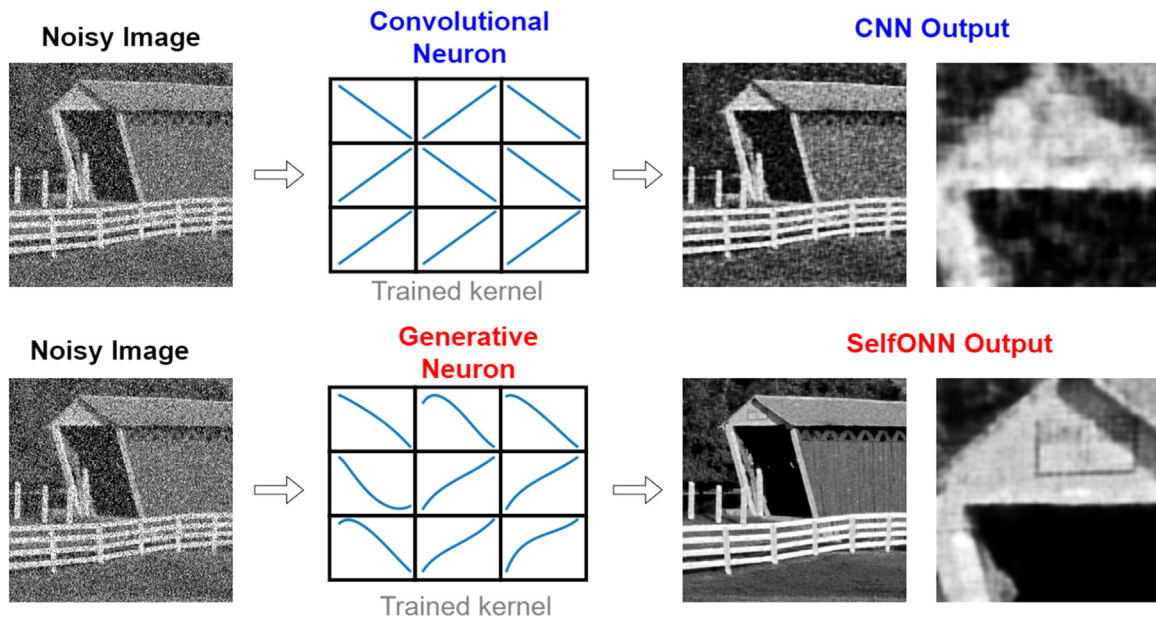 Noisy Image
Convolutional
Neuron
CNN Output
Trained kernel
Noisy Image
Generative
Neuron
SelfONN Output
Trained kernel